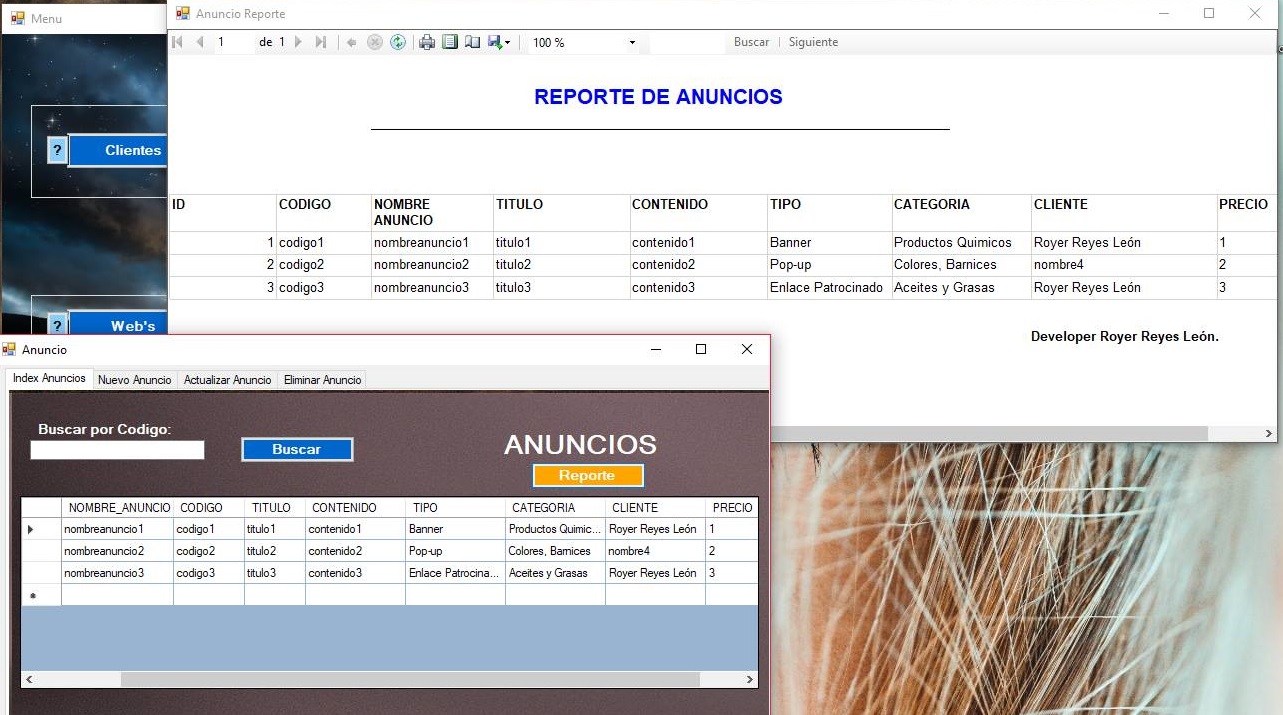 Menu
Clientes
?
Web's
?
Anuncio Reporte
1 de 1 100 % Buscar | Siguiente
REPORTE DE ANUNCIOS
ID CODIGO NOMBRE ANUNCIO TITULO CONTENIDO TIPO CATEGORIA CLIENTE PRECIO
1 codigo1 nombreanuncio1 titulo1 contenido1 Banner Productos Quimicos Royer Reyes León 1
2 codigo2 nombreanuncio2 titulo2 contenido2 Pop-up Colores, Barnices nombre4 2
3 codigo3 nombreanuncio3 titulo3 contenido3 Enlace Patrocinado Aceites y Grasas Royer Reyes León 3
Developer Royer Reyes León.
Anuncio
Index Anuncios Nuevo Anuncio Actualizar Anuncio Eliminar Anuncio
Buscar por Codigo:
Buscar
ANUNCIOS
Reporte
NOMBRE_ANUNCIO CODIGO TITULO CONTENIDO TIPO CATEGORIA CLIENTE PRECIO
nombreanuncio1 codigo1 titulo1 contenido1 Banner Productos Quimic... Royer Reyes León 1
nombreanuncio2 codigo2 titulo2 contenido2 Pop-up Colores, Barnices nombre4 2
nombreanuncio3 codigo3 titulo3 contenido3 Enlace Patrocina... Aceites y Grasas Royer Reyes León 3